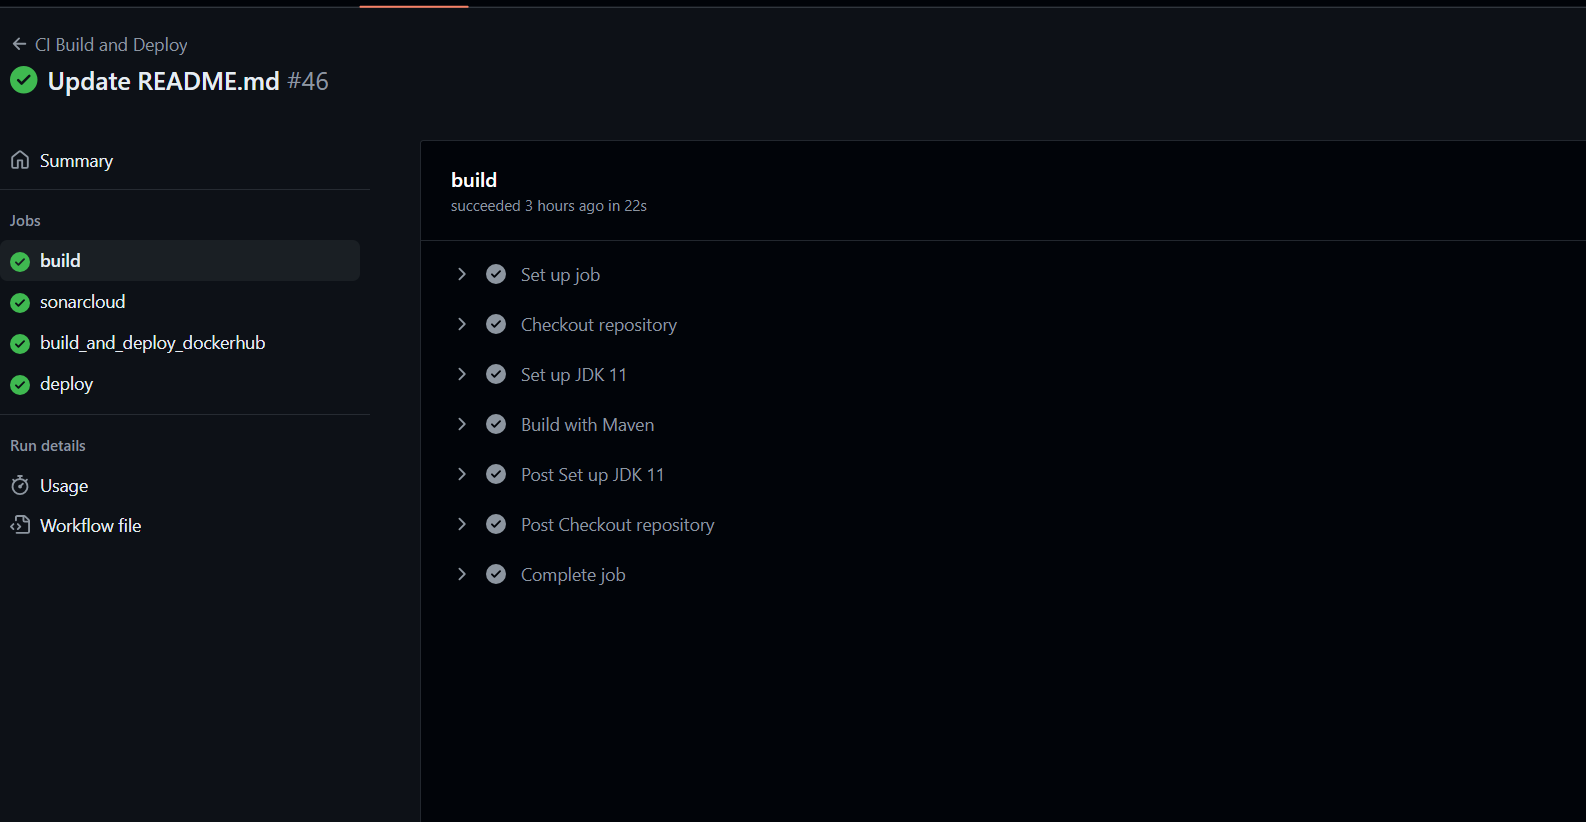 CI Build and Deploy
Update README.md #46
Summary
Jobs
build
sonarcloud
build_and_deploy_dockerhub
deploy
Run details
Usage
Workflow file
build
succeeded 3 hours ago in 22s
Set up job
Checkout repository
Set up JDK 11
Build with Maven
Post Set up JDK 11
Post Checkout repository
Complete job